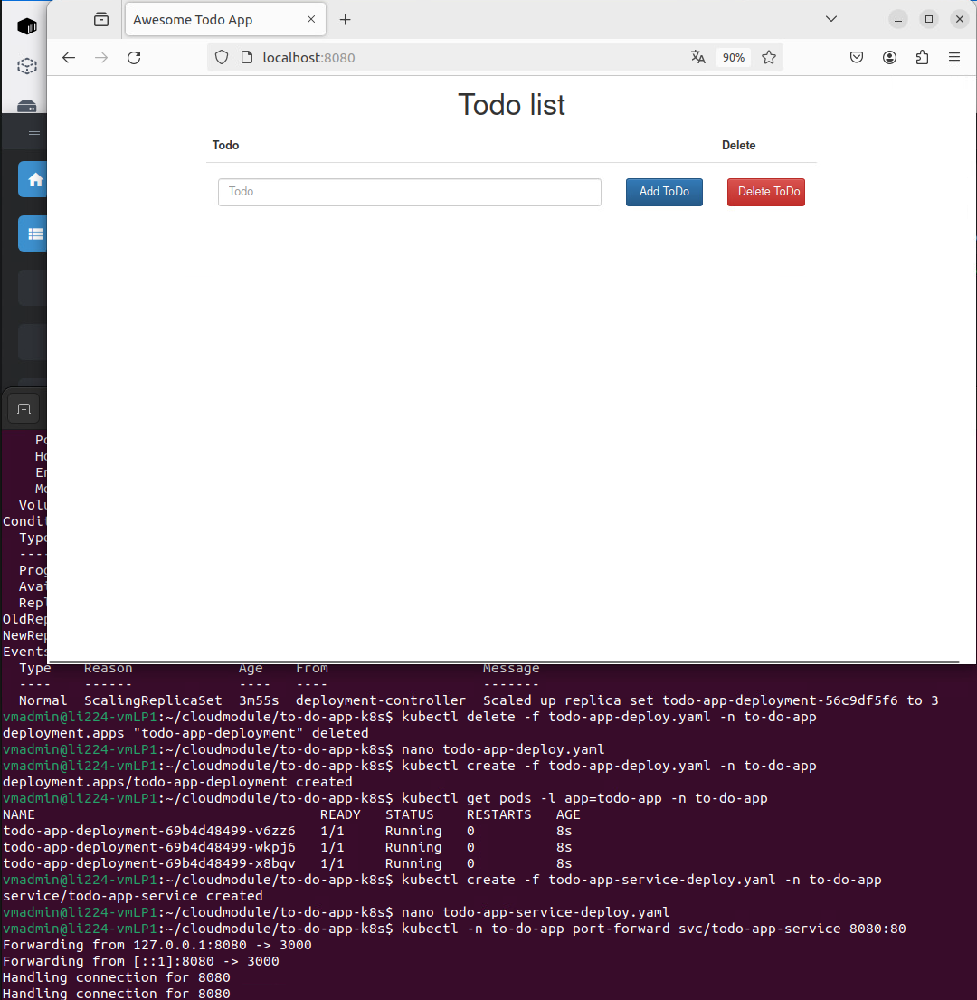 Awesome Todo App
localhost:8080
90%
Todo list
Todo Delete
Todo Add ToDo Delete ToDo
Volu
Condit
Type
----
Prog
Avai
Repl
OldRep
NewRep
Events
Type Reason Age From Message
---- ------ ---- ---- -------
Normal ScalingReplicaSet 3m55s deployment-controller Scaled up replica set todo-app-deployment-56c9df5f6 to 3
vmadmin@li224-vmLP1:~/cloudmodule/to-do-app-k8s$ kubectl delete -f todo-app-deploy.yaml -n to-do-app
deployment.apps "todo-app-deployment" deleted
vmadmin@li224-vmLP1:~/cloudmodule/to-do-app-k8s$ nano todo-app-deploy.yaml
vmadmin@li224-vmLP1:~/cloudmodule/to-do-app-k8s$ kubectl create -f todo-app-deploy.yaml -n to-do-app
deployment.apps/todo-app-deployment created
vmadmin@li224-vmLP1:~/cloudmodule/to-do-app-k8s$ kubectl get pods -l app=todo-app -n to-do-app
NAME READY STATUS RESTARTS AGE
todo-app-deployment-69b4d48499-v6zz6 1/1 Running 0 8s
todo-app-deployment-69b4d48499-wkpj6 1/1 Running 0 8s
todo-app-deployment-69b4d48499-x8bqv 1/1 Running 0 8s
vmadmin@li224-vmLP1:~/cloudmodule/to-do-app-k8s$ kubectl create -f todo-app-service-deploy.yaml -n to-do-app
service/todo-app-service created
vmadmin@li224-vmLP1:~/cloudmodule/to-do-app-k8s$ nano todo-app-service-deploy.yaml
vmadmin@li224-vmLP1:~/cloudmodule/to-do-app-k8s$ kubectl -n to-do-app port-forward svc/todo-app-service 8080:80
Forwarding from 127.0.0.1:8080 -> 3000
Forwarding from [::1]:8080 -> 3000
Handling connection for 8080
Handling connection for 8080